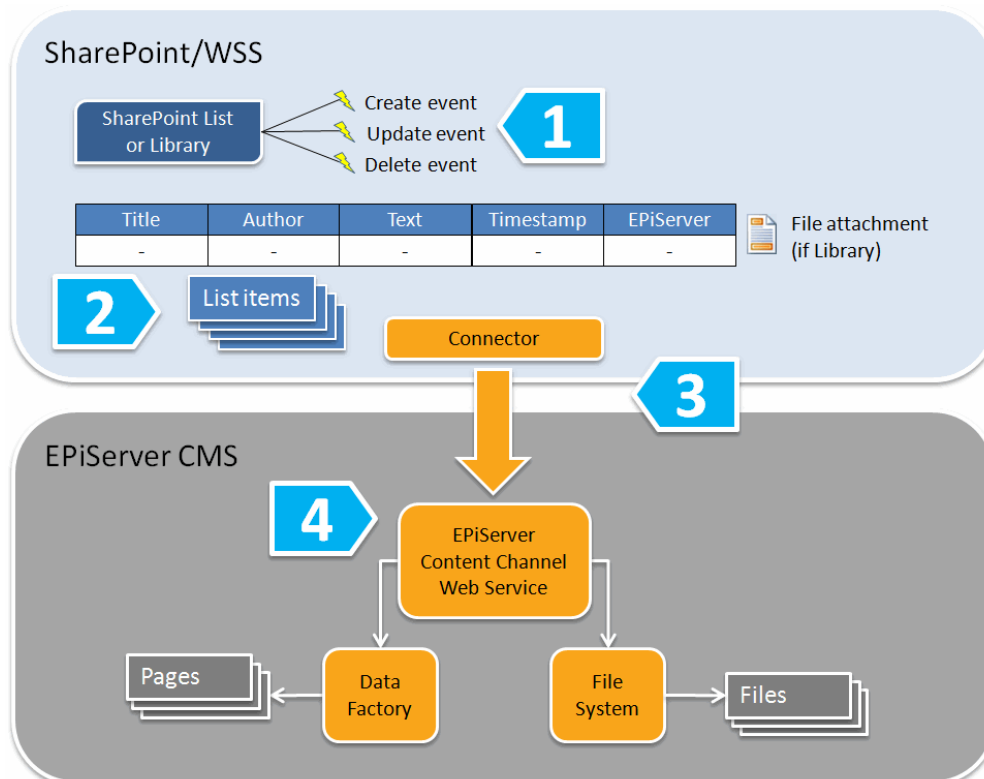 SharePoint/WSS
SharePoint List
or Library
Create event
Update event
Delete event
1
Title Author Text Timestamp EPiServer
- - - - -
File attachment
(if Library)
2
List items
Connector
3
EPiServer CMS
4
EPiServer
Content Channel
Web Service
Pages
Data
Factory
File
System
Files